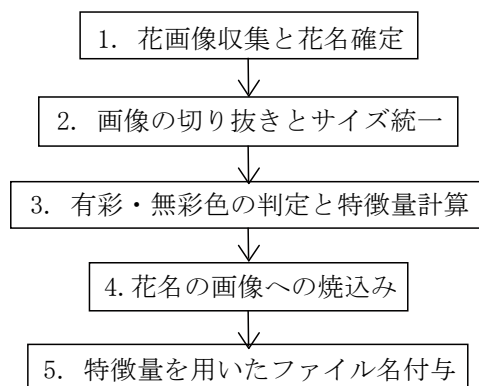 1. 花画像収集と花名確定
2. 画像の切り抜きとサイズ統一
3. 有彩・無彩色の判定と特徴量計算
4.花名の画像への焼込み
5. 特徴量を用いたファイル名付与